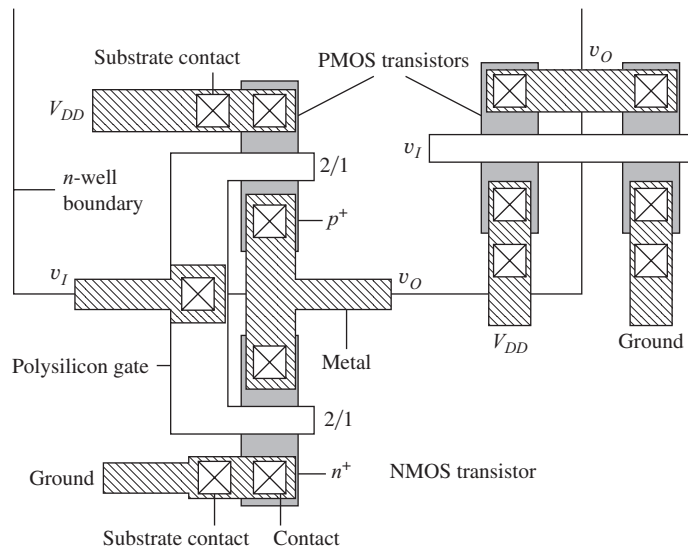 Substrate contact
PMOS transistors
v_O
V_DD
v_I
2/1
n-well
boundary
p+
v_I
v_O
V_DD
Ground
Metal
Polysilicon gate
2/1
Ground
n+
NMOS transistor
Substrate contact
Contact